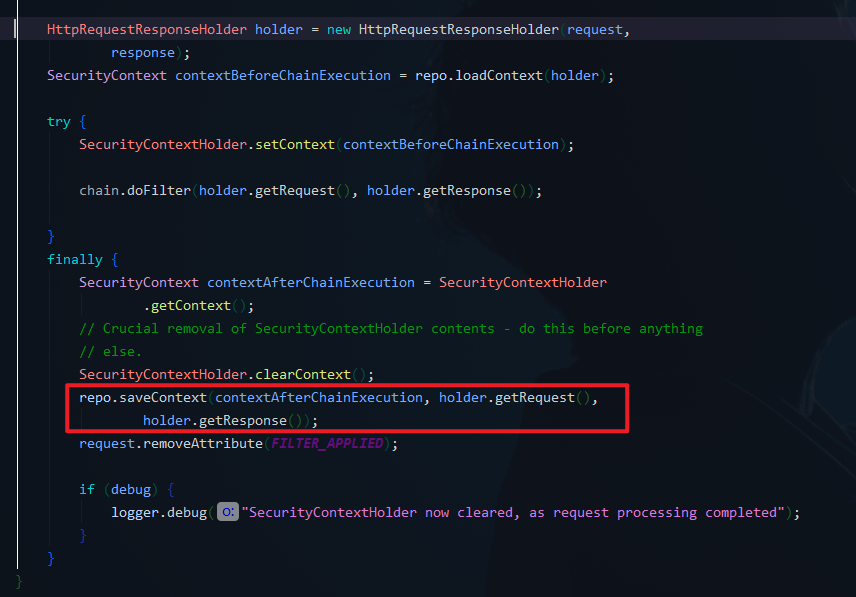 HttpRequestResponseHolder holder = new HttpRequestResponseHolder(request,
response);
SecurityContext contextBeforeChainExecution = repo.loadContext(holder);
try {
SecurityContextHolder.setContext(contextBeforeChainExecution);
chain.doFilter(holder.getRequest(), holder.getResponse());
}
finally {
SecurityContext contextAfterChainExecution = SecurityContextHolder
.getContext();
// Crucial removal of SecurityContextHolder contents - do this before anything
// else.
SecurityContextHolder.clearContext();
repo.saveContext(contextAfterChainExecution, holder.getRequest(),
holder.getResponse());
request.removeAttribute(FILTER_APPLIED);
if (debug) {
logger.debug( o: "SecurityContextHolder now cleared, as request processing completed");
}
}
}